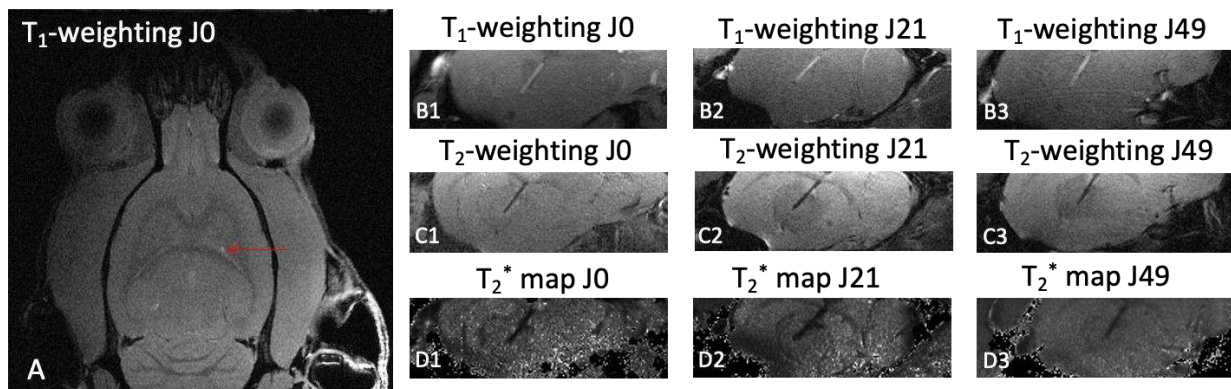 T₁-weighting J0
A
T₁-weighting J0
T₁-weighting J21
T₁-weighting J49
B1
B2
B3
T₂-weighting J0
T₂-weighting J21
T₂-weighting J49
C1
C2
C3
T₂* map J0
T₂* map J21
T₂* map J49
D1
D2
D3